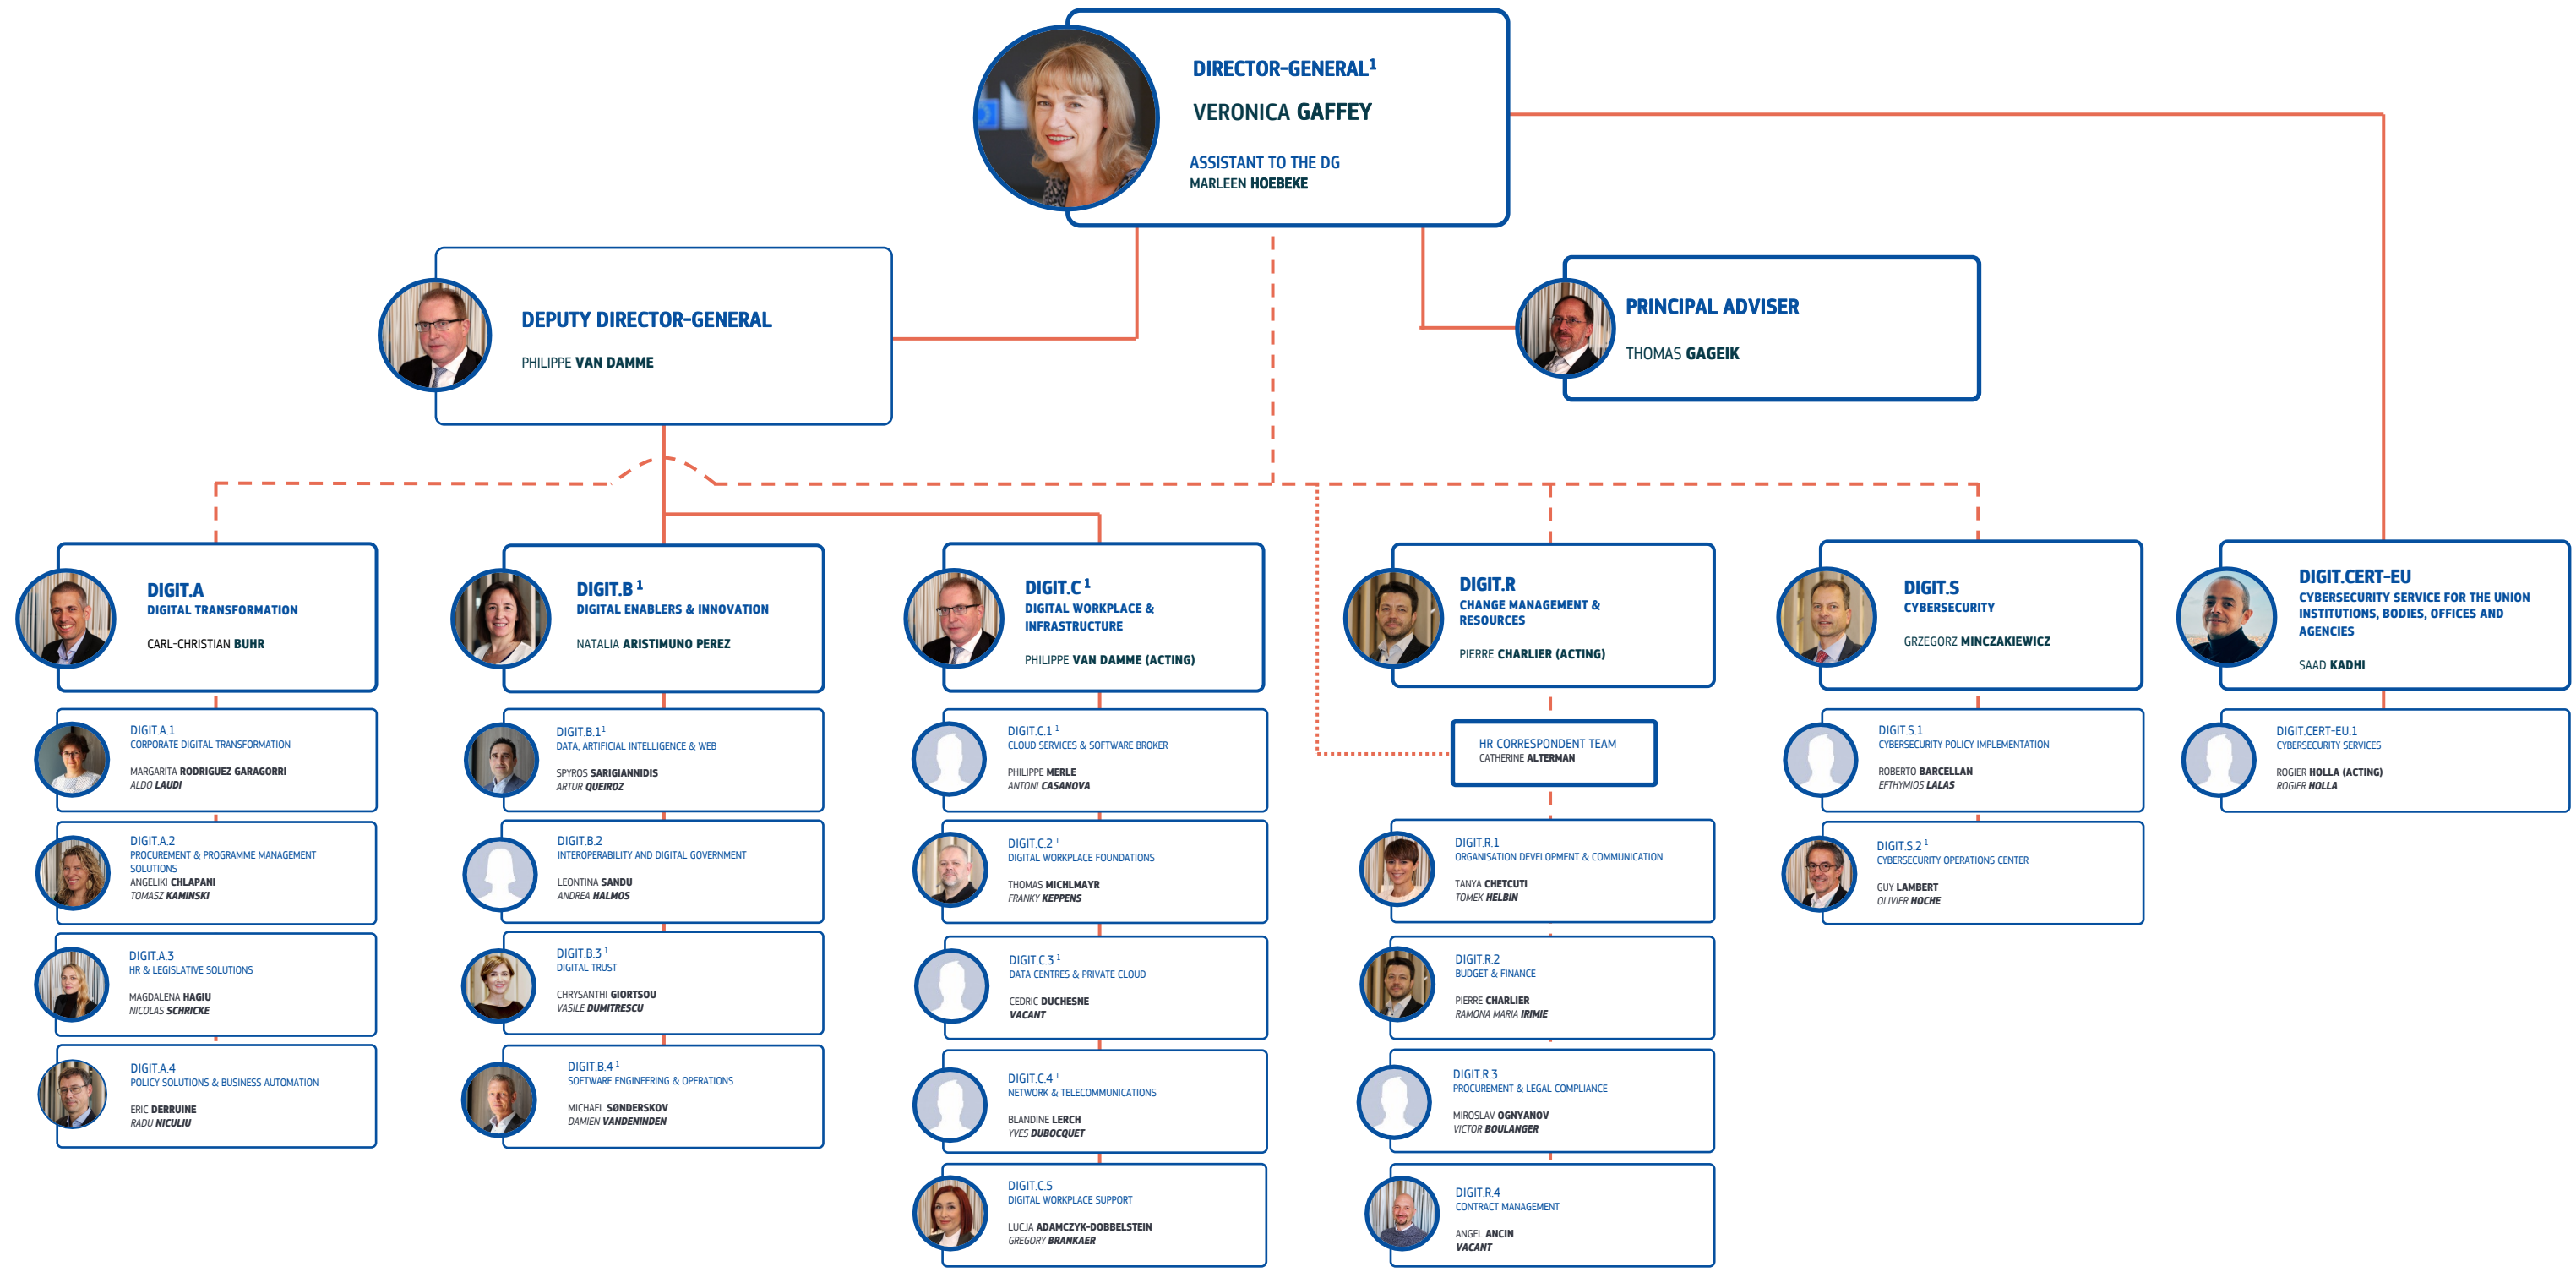 DIRECTOR-GENERAL¹
VERONICA GAFFEY
ASSISTANT TO THE DG
MARLEEN HOEBEKE
DEPUTY DIRECTOR-GENERAL
PHILIPPE VAN DAMME
PRINCIPAL ADVISER
THOMAS GAGEIK
DIGIT.A
DIGITAL TRANSFORMATION
CARL-CHRISTIAN BUHR
DIGIT.A.1
CORPORATE DIGITAL TRANSFORMATION
MARGARITA RODRIGUEZ GARAGORRI
ALDO LAUDI
DIGIT.A.2
PROCUREMENT & PROGRAMME MANAGEMENT
SOLUTIONS
ANGELIKI CHLAPANI
TOMASZ KAMINSKI
DIGIT.A.3
HR & LEGISLATIVE SOLUTIONS
MAGDALENA HAGIU
NICOLAS SCHRICKE
DIGIT.A.4
POLICY SOLUTIONS & BUSINESS AUTOMATION
ERIC DERRUINE
RADU NICULIU
DIGIT.B ¹
DIGITAL ENABLERS & INNOVATION
NATALIA ARISTIMUNO PEREZ
DIGIT.B.1¹
DATA, ARTIFICIAL INTELLIGENCE & WEB
SPYROS SARIGIANNIDIS
ARTUR QUEIROZ
DIGIT.B.2
INTEROPERABILITY AND DIGITAL GOVERNMENT
LEONTINA SANDU
ANDREA HALMOS
DIGIT.B.3 ¹
DIGITAL TRUST
CHRYSANTHI GIORTSOU
VASILE DUMITRESCU
DIGIT.B.4 ¹
SOFTWARE ENGINEERING & OPERATIONS
MICHAEL SØNDERSKOV
DAMIEN VANDENINDEN
DIGIT.C ¹
DIGITAL WORKPLACE &
INFRASTRUCTURE
PHILIPPE VAN DAMME (ACTING)
DIGIT.C.1 ¹
CLOUD SERVICES & SOFTWARE BROKER
PHILIPPE MERLE
ANTONI CASANOVA
DIGIT.C.2 ¹
DIGITAL WORKPLACE FOUNDATIONS
THOMAS MICHLMAYR
FRANKY KEPPENS
DIGIT.C.3 ¹
DATA CENTRES & PRIVATE CLOUD
CEDRIC DUCHESNE
VACANT
DIGIT.C.4 ¹
NETWORK & TELECOMMUNICATIONS
BLANDINE LERCH
YVES DUBOCQUET
DIGIT.C.5
DIGITAL WORKPLACE SUPPORT
LUCJA ADAMCZYK-DOBBELSTEIN
GREGORY BRANKAER
DIGIT.R
CHANGE MANAGEMENT &
RESOURCES
PIERRE CHARLIER (ACTING)
HR CORRESPONDENT TEAM
CATHERINE ALTERMAN
DIGIT.R.1
ORGANISATION DEVELOPMENT & COMMUNICATION
TANYA CHETCUTI
TOMEK HELBIN
DIGIT.R.2
BUDGET & FINANCE
PIERRE CHARLIER
RAMONA MARIA IRIMIE
DIGIT.R.3
PROCUREMENT & LEGAL COMPLIANCE
MIROSLAV OGNYANOV
VICTOR BOULANGER
DIGIT.R.4
CONTRACT MANAGEMENT
ANGEL ANCIN
VACANT
DIGIT.S
CYBERSECURITY
GRZEGORZ MINCZAKIEWICZ
DIGIT.S.1
CYBERSECURITY POLICY IMPLEMENTATION
ROBERTO BARCELLAN
EFTHYMIOS LALAS
DIGIT.S.2 ¹
CYBERSECURITY OPERATIONS CENTER
GUY LAMBERT
OLIVIER HOCHE
DIGIT.CERT-EU
CYBERSECURITY SERVICE FOR THE UNION
INSTITUTIONS, BODIES, OFFICES AND
AGENCIES
SAAD KADHI
DIGIT.CERT-EU.1
CYBERSECURITY SERVICES
ROGIER HOLLA (ACTING)
ROGIER HOLLA